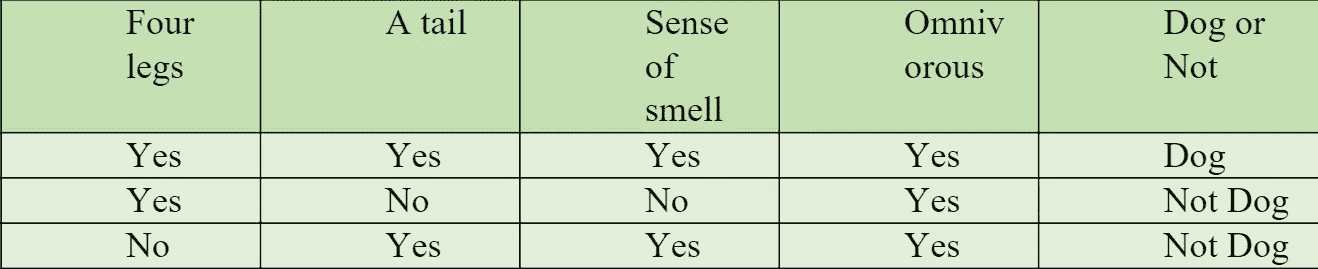 Four legs A tail Sense of smell Omniv orous Dog or Not
Yes Yes Yes Yes Dog
Yes No No Yes Not Dog
No Yes Yes Yes Not Dog